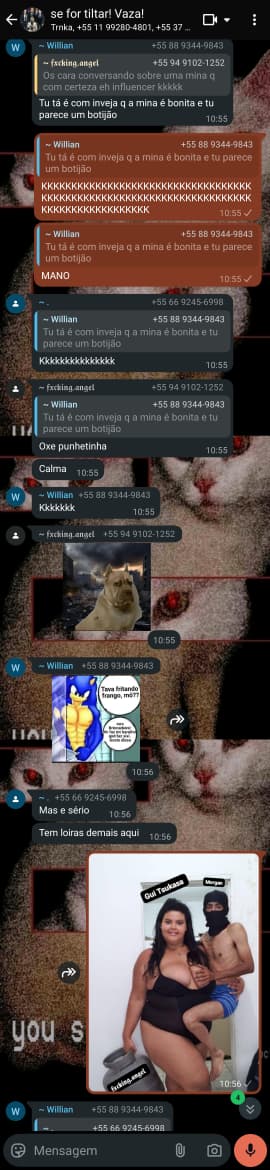 se for tiltar! Vaza!
Trnka, +55 11 99280-4801, +55 37 ...
~ Willian +55 88 9344-9843
~ fxcking.angel +55 94 9102-1252
Os cara conversando sobre uma mina q
com certeza eh influencer kkkkk
Tu tá é com inveja q a mina é bonita e tu
parece um botijão 10:55
~ Willian +55 88 9344-9843
Tu tá é com inveja q a mina é bonita e tu parece
um botijão
KKKKKKKKKKKKKKKKKKKKKKKKKKKKKKKKKKK
KKKKKKKKKKKKKKKKKKKKKKKKKKKKKKKKKKK
KKKKKKKKKKKKKKKKKK 10:55
~ Willian +55 88 9344-9843
Tu tá é com inveja q a mina é bonita e tu parece
um botijão
MANO 10:55
~ . +55 66 9245-6998
~ Willian +55 88 9344-9843
Tu tá é com inveja q a mina é bonita e tu
parece um botijão
Kkkkkkkkkkkkkk 10:55
~ fxcking.angel +55 94 9102-1252
~ Willian +55 88 9344-9843
Tu tá é com inveja q a mina é bonita e tu
parece um botijão
Oxe punhetinha 10:55
Calma 10:55
W
~ Willian +55 88 9344-9843
Kkkkkkk 10:55
~ fxcking.angel +55 94 9102-1252
10:55
W
~ Willian +55 88 9344-9843
Tava fritando
frango, mô??
10:56
~ . +55 66 9245-6998
Mas e sério 10:56
Tem loiras demais aqui 10:56
Gui Tsukasa
Morgan
fxcking.angel
you s
10:56
4
W
~ Willian +55 88 9344-9843
~ . +55 66 9245-6998
Mensagem